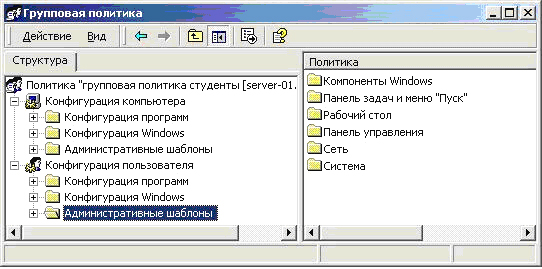 Групповая политика
Действие Вид
Структура
Политика "групповая политика студенты [server-01.
Конфигурация компьютера
Конфигурация программ
Конфигурация Windows
Административные шаблоны
Конфигурация пользователя
Конфигурация программ
Конфигурация Windows
Административные шаблоны
Политика
Компоненты Windows
Панель задач и меню "Пуск"
Рабочий стол
Панель управления
Сеть
Система